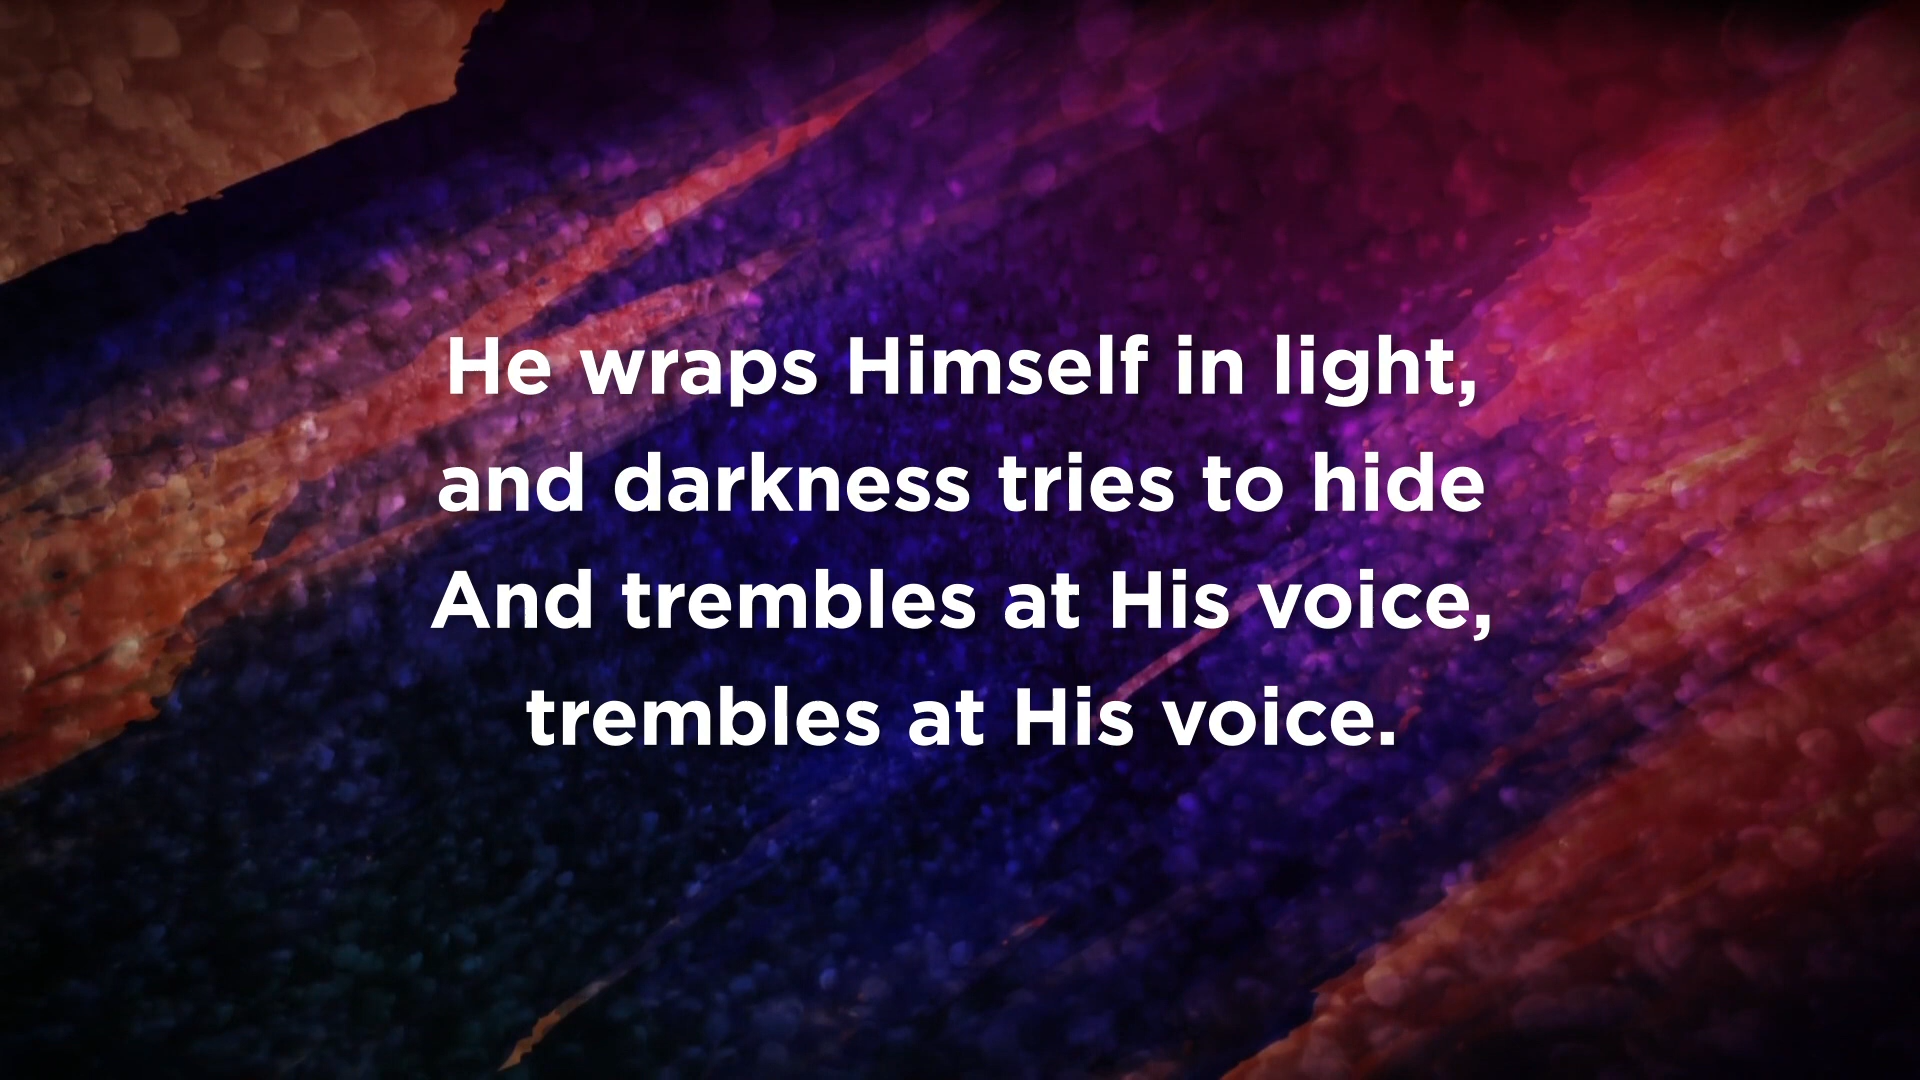 He wraps Himself in light,
and darkness tries to hide
And trembles at His voice,
trembles at His voice.